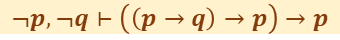 ¬p, ¬q ⊢ ((p → q) → p) → p